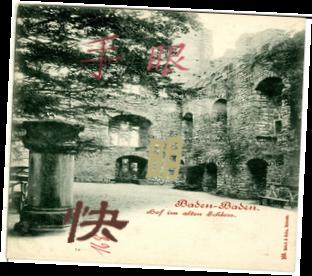 手 眼
明
快
Baden-Baden.
Hof im alten Schloss.